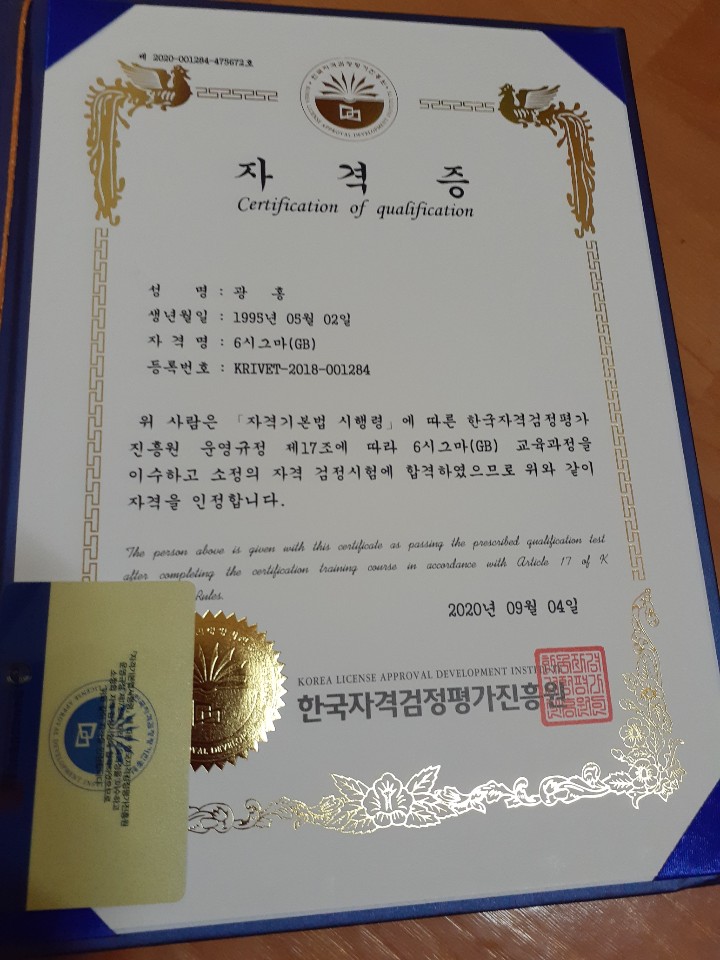 제 2020-001284-475672호
자 격 증
Certification of qualification
성 명 : 광 홍
생년월일 : 1995년 05월 02일
자 격 명 : 6시그마(GB)
등록번호 : KRIVET-2018-001284
위 사람은 「자격기본법 시행령」에 따른 한국자격검정평가
진흥원 운영규정 제17조에 따라 6시그마(GB) 교육과정을
이수하고 소정의 자격 검정시험에 합격하였으므로 위와 같이
자격을 인정합니다.
The person above is given with this certificate as passing the prescribed qualification test
after completing the certification training course in accordance with Article 17 of K
Rules.
2020년 09월 04일
KOREA LICENSE APPROVAL DEVELOPMENT INSTITU
한국자격검정평가진흥원